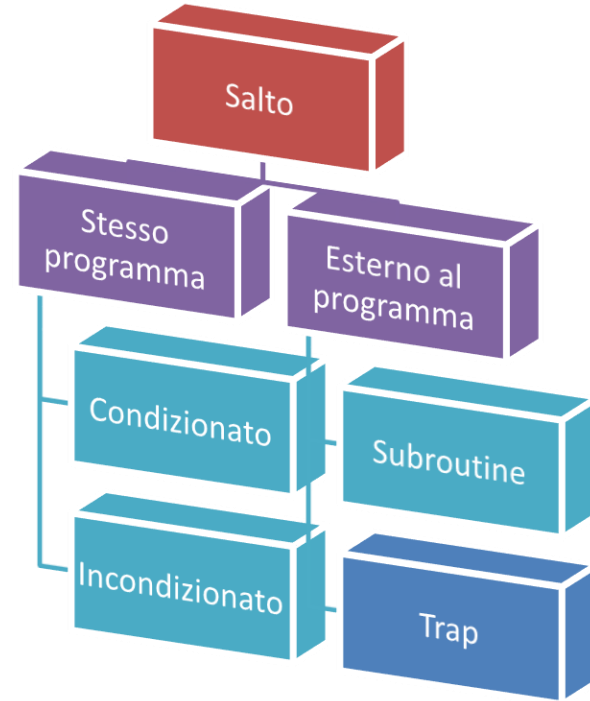 Salto
Stesso
programma
Esterno al
programma
Condizionato
Subroutine
Incondizionato
Trap